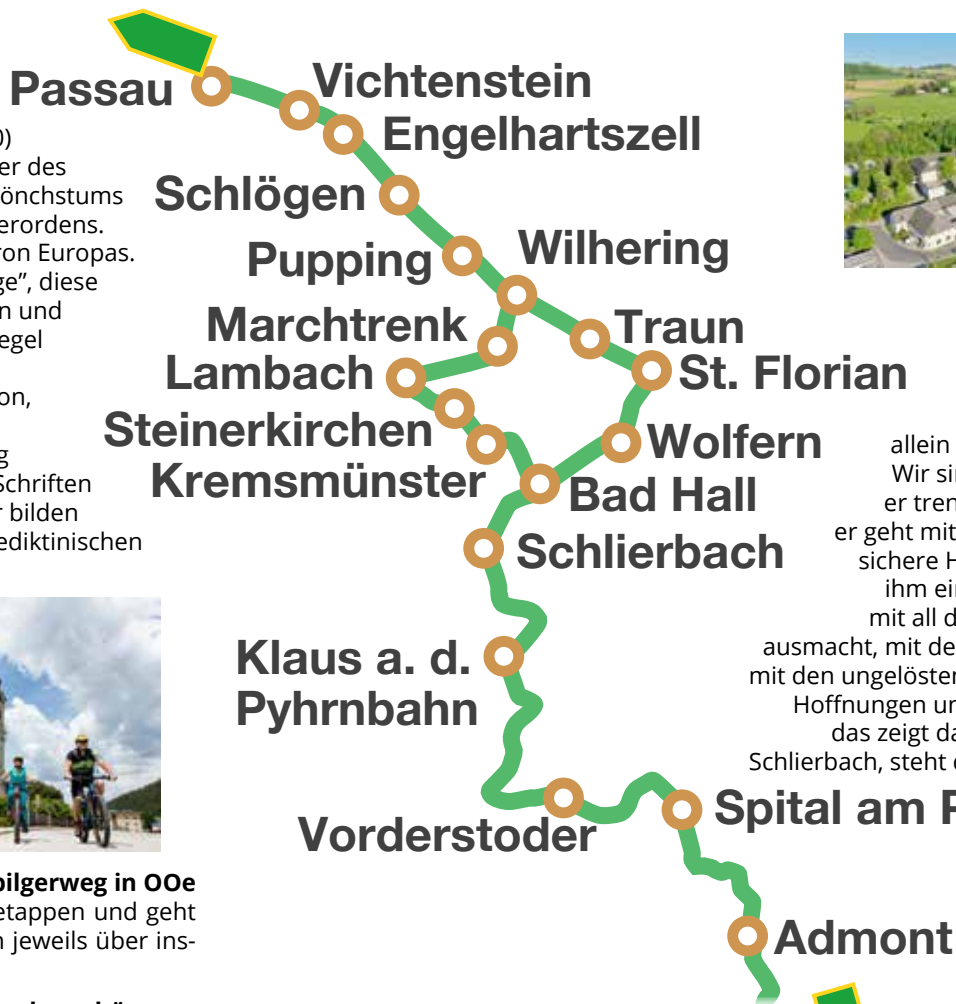 Passau
Vichtenstein
Engelhartszell
Schlögen
Pupping
Wilhering
Marchtrenk
Traun
Lambach
St. Florian
Steinerkirchen
Wolfern
Kremsmünster
Bad Hall
Schlierbach
Klaus a. d.
Pyhrnbahn
Vorderstoder
Spital am
Admont
0)
er des
önchstums
erordens.
ron Europas.
ge”, diese
n und
egel
on,
g
Schriften
r bilden
ediktinischen
allein
Wir sin
er tren
er geht mit
sichere H
ihm ein
mit all d
ausmacht, mit de
mit den ungelöster
Hoffnungen un
das zeigt da
Schlierbach, steht
pilgerweg in OOe
etappen und geht
n jeweils über ins-